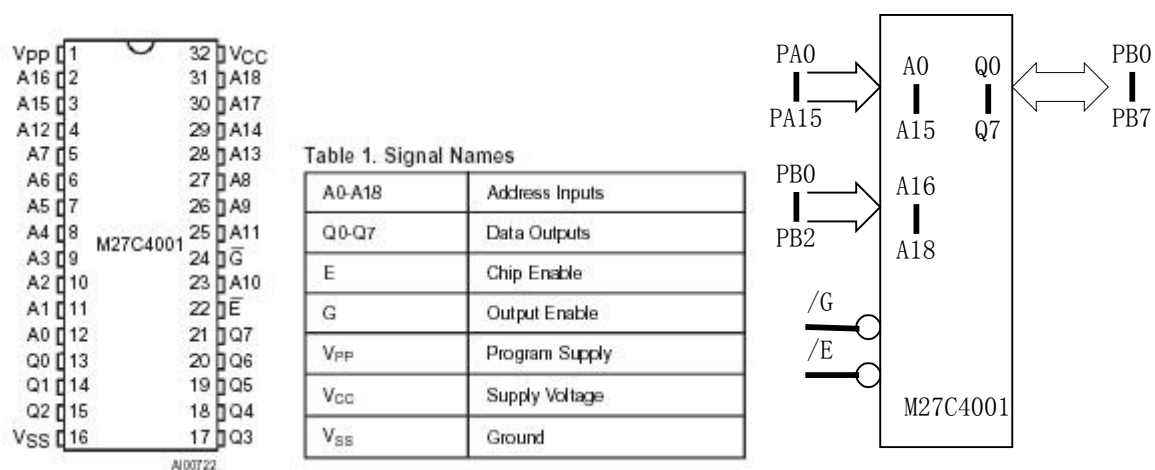 VPP 1 32 VCC
A16 2 31 A18
A15 3 30 A17
A12 4 29 A14
A7 5 28 A13
A6 6 27 A8
A5 7 26 A9
A4 8 25 A11
M27C4001
A3 9 24 G̅
A2 10 23 A10
A1 11 22 E̅
A0 12 21 Q7
Q0 13 20 Q6
Q1 14 19 Q5
Q2 15 18 Q4
VSS 16 17 Q3
AI00722
Table 1. Signal Names
A0-A18 Address Inputs
Q0-Q7 Data Outputs
E Chip Enable
G Output Enable
VPP Program Supply
VCC Supply Voltage
VSS Ground
PA0 A0 Q0 PB0
PA15 A15 Q7 PB7
PB0 A16
PB2 A18
/G
/E
M27C4001